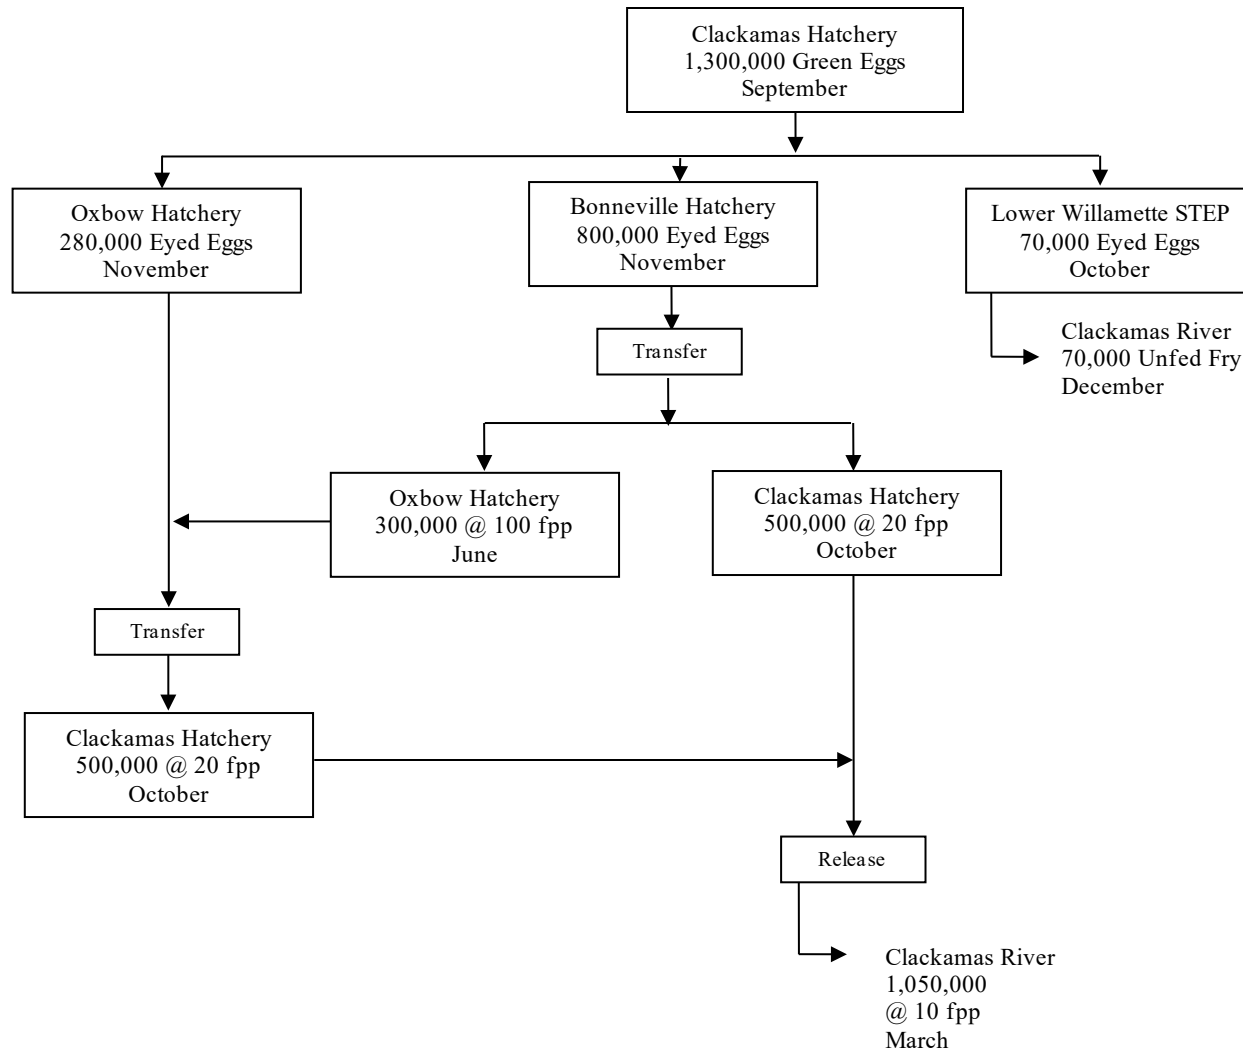 Clackamas Hatchery
1,300,000 Green Eggs
September
Oxbow Hatchery
280,000 Eyed Eggs
November
Bonneville Hatchery
800,000 Eyed Eggs
November
Lower Willamette STEP
70,000 Eyed Eggs
October
Clackamas River
70,000 Unfed Fry
December
Transfer
Oxbow Hatchery
300,000 @ 100 fpp
June
Clackamas Hatchery
500,000 @ 20 fpp
October
Transfer
Clackamas Hatchery
500,000 @ 20 fpp
October
Release
Clackamas River
1,050,000
@ 10 fpp
March